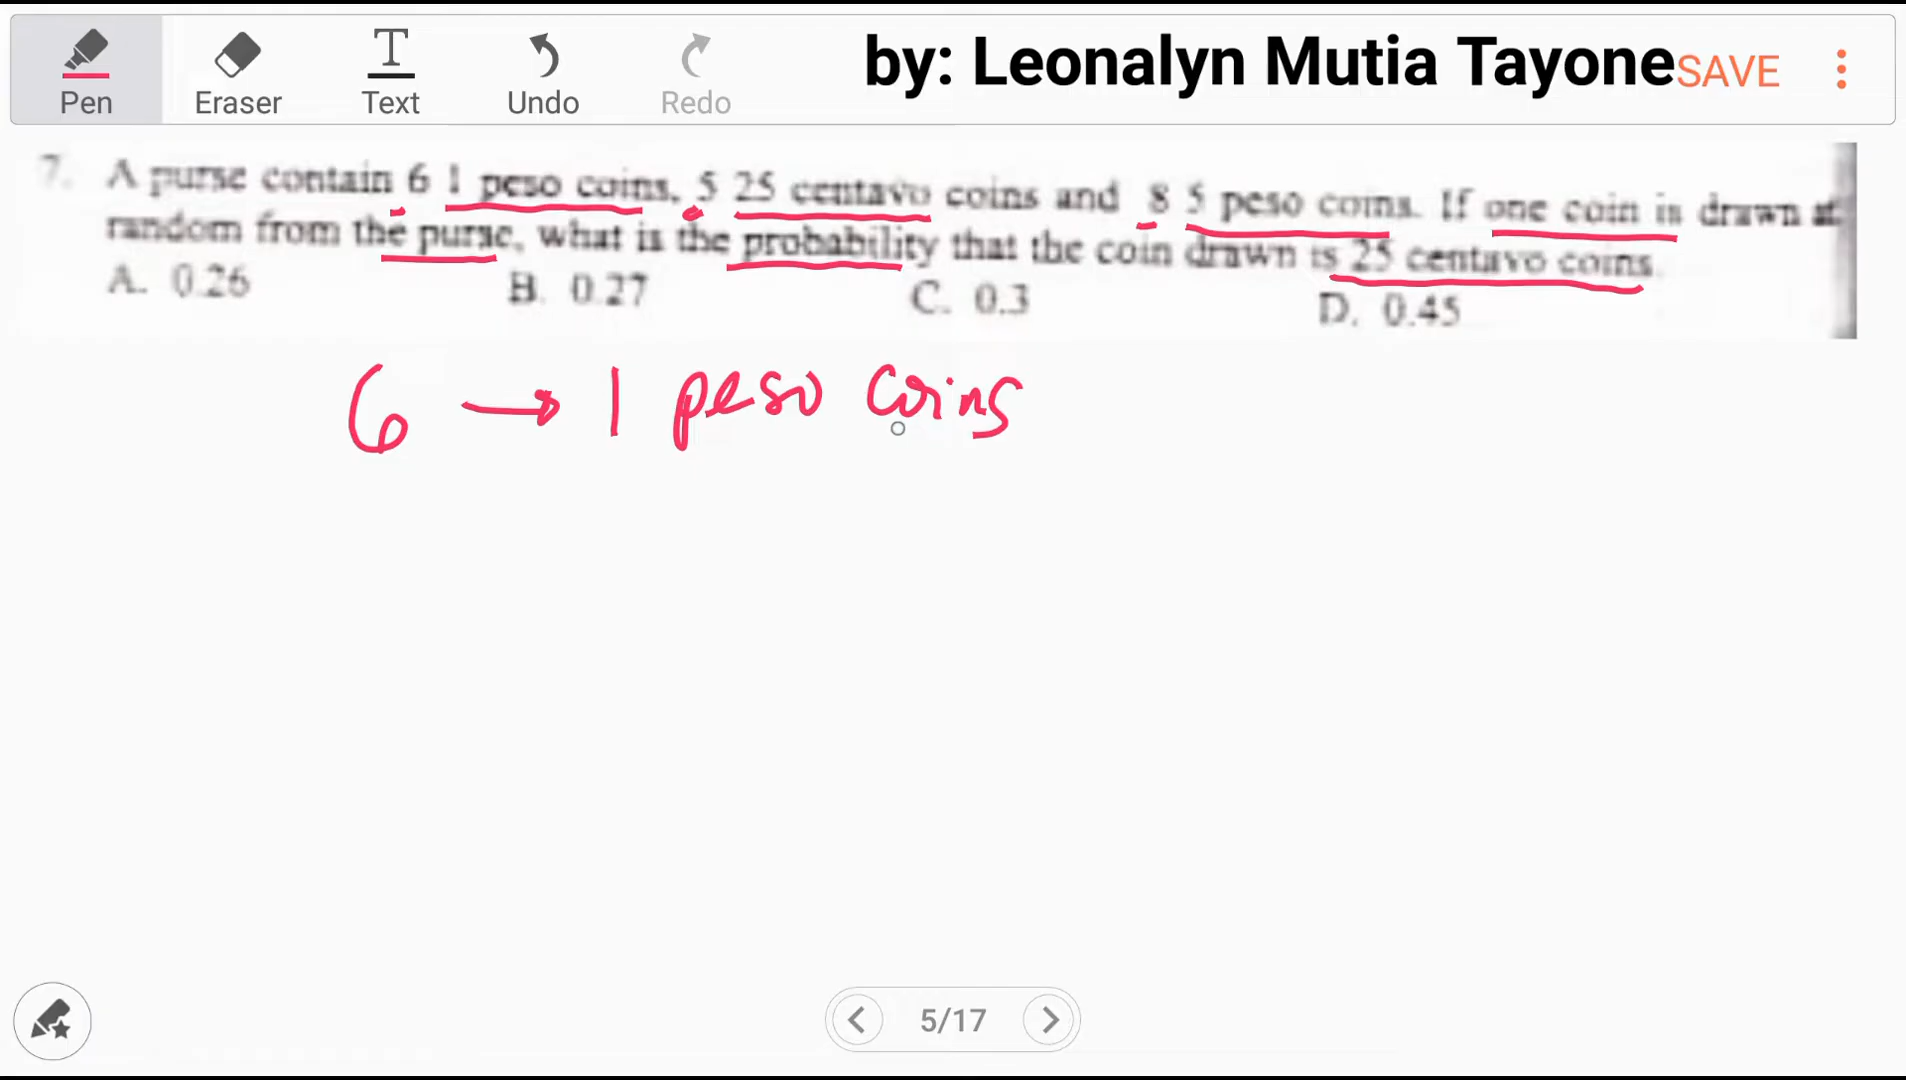 Pen Eraser Text Undo Redo by: Leonalyn Mutia Tayone SAVE
7. A purse contain 6 1 peso coins, 5 25 centavo coins and 8 5 peso coins. If one coin is drawn at
random from the purse, what is the probability that the coin drawn is 25 centavo coins.
A. 0.26 B. 0.27 C. 0.3 D. 0.45
6 → 1 peso coins
5/17